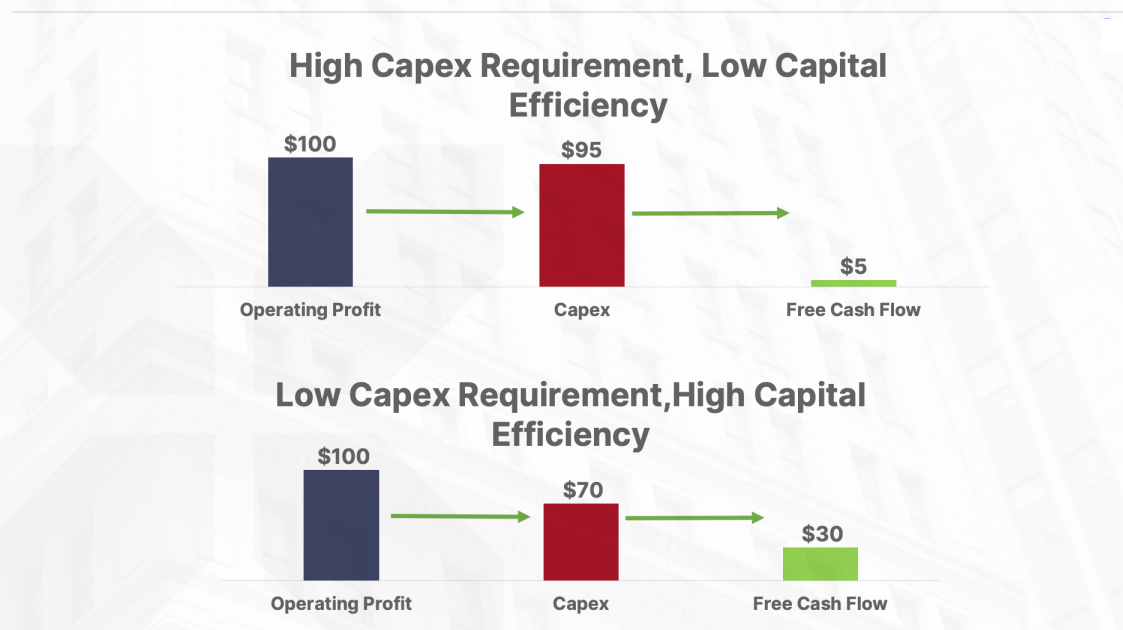 High Capex Requirement, Low Capital
Efficiency
$100
$95
$5
Operating Profit
Capex
Free Cash Flow
Low Capex Requirement,High Capital
Efficiency
$100
$70
$30
Operating Profit
Capex
Free Cash Flow